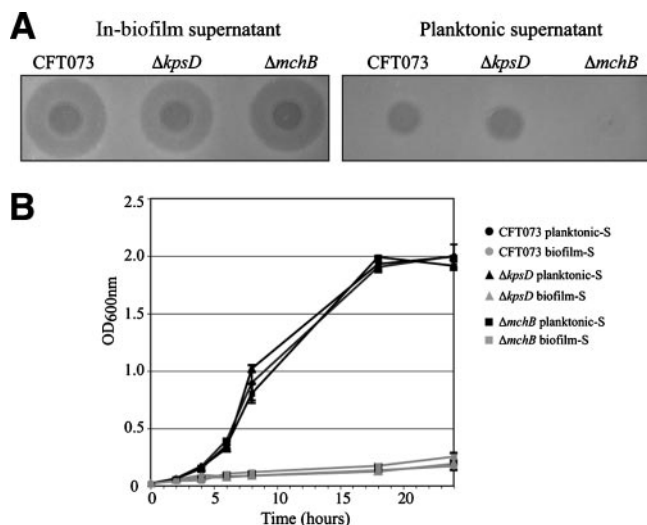 A
In-biofilm supernatant
Planktonic supernatant
CFT073 ΔkpsD ΔmchB
CFT073 ΔkpsD ΔmchB
B
2.5
2.0
1.5
1.0
0.5
0
OD600nm
0 5 10 15 20
Time (hours)
CFT073 planktonic-S
CFT073 biofilm-S
ΔkpsD planktonic-S
ΔkpsD biofilm-S
ΔmchB planktonic-S
ΔmchB biofilm-S